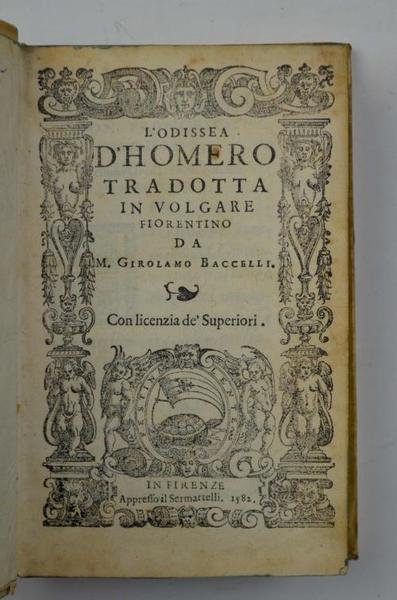 L'ODISSEA
D'HOMERO
TRADOTTA
IN VOLGARE
FIORENTINO
DA
M. GIROLAMO BACCELLI.
Con licenzia de' Superiori.
IN FIRENZE
Appresso il Sermartelli. 1582.